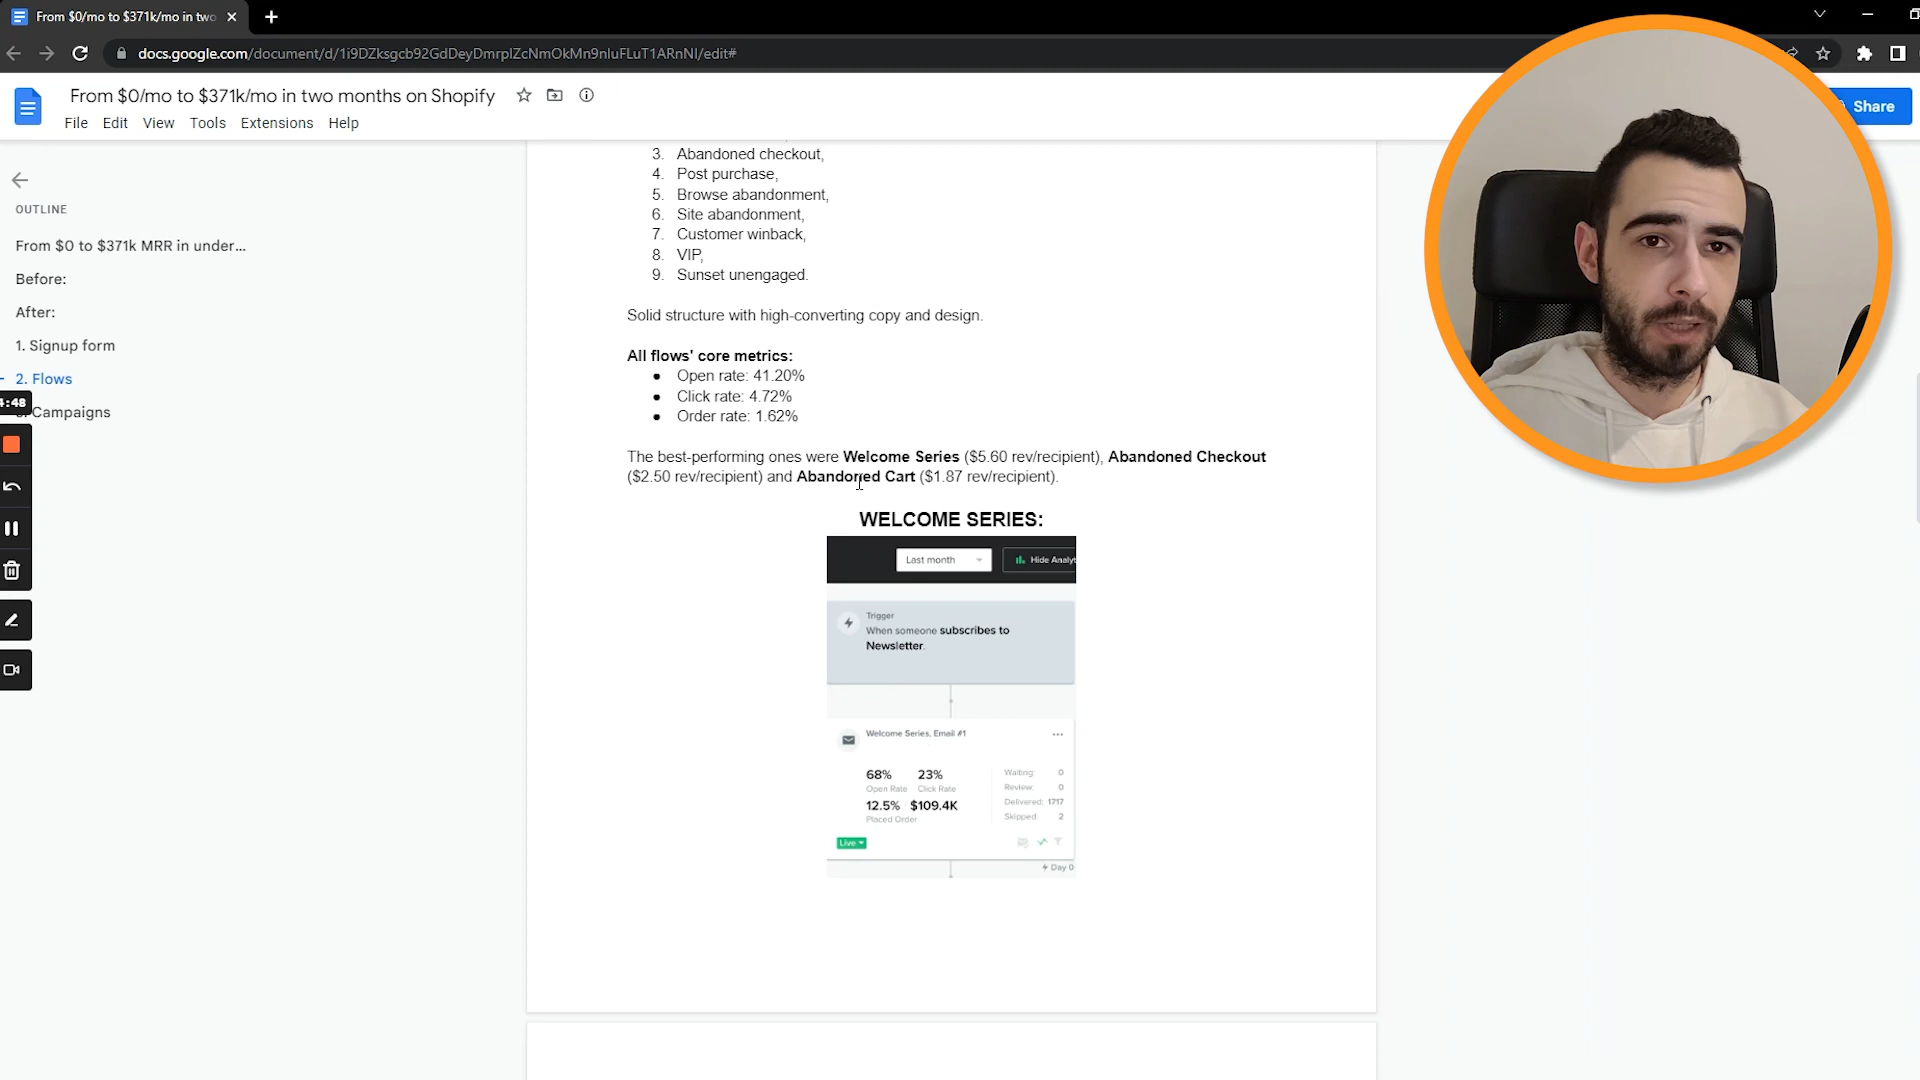 From $0/mo to $371k/mo in two
docs.google.com/document/d/1i9DZksgcb92GdDeyDmrpIZcNmOkMn9nluFLuT1ARnNI/edit#
From $0/mo to $371k/mo in two months on Shopify
Share
File Edit View Tools Extensions Help
OUTLINE
From $0 to $371k MRR in under...
Before:
After:
1. Signup form
2. Flows
4:48
Campaigns
3. Abandoned checkout,
4. Post purchase,
5. Browse abandonment,
6. Site abandonment,
7. Customer winback,
8. VIP,
9. Sunset unengaged.
Solid structure with high-converting copy and design.
All flows' core metrics:
● Open rate: 41.20%
● Click rate: 4.72%
● Order rate: 1.62%
The best-performing ones were Welcome Series ($5.60 rev/recipient), Abandoned Checkout
($2.50 rev/recipient) and Abandoned Cart ($1.87 rev/recipient).
WELCOME SERIES:
Last month Hide Analyt
Trigger
When someone subscribes to
Newsletter.
Welcome Series, Email #1
68% 23%
Open Rate Click Rate
12.5% $109.4K
Placed Order
Waiting: 0
Review: 0
Delivered: 1717
Skipped: 2
Live
Day 0